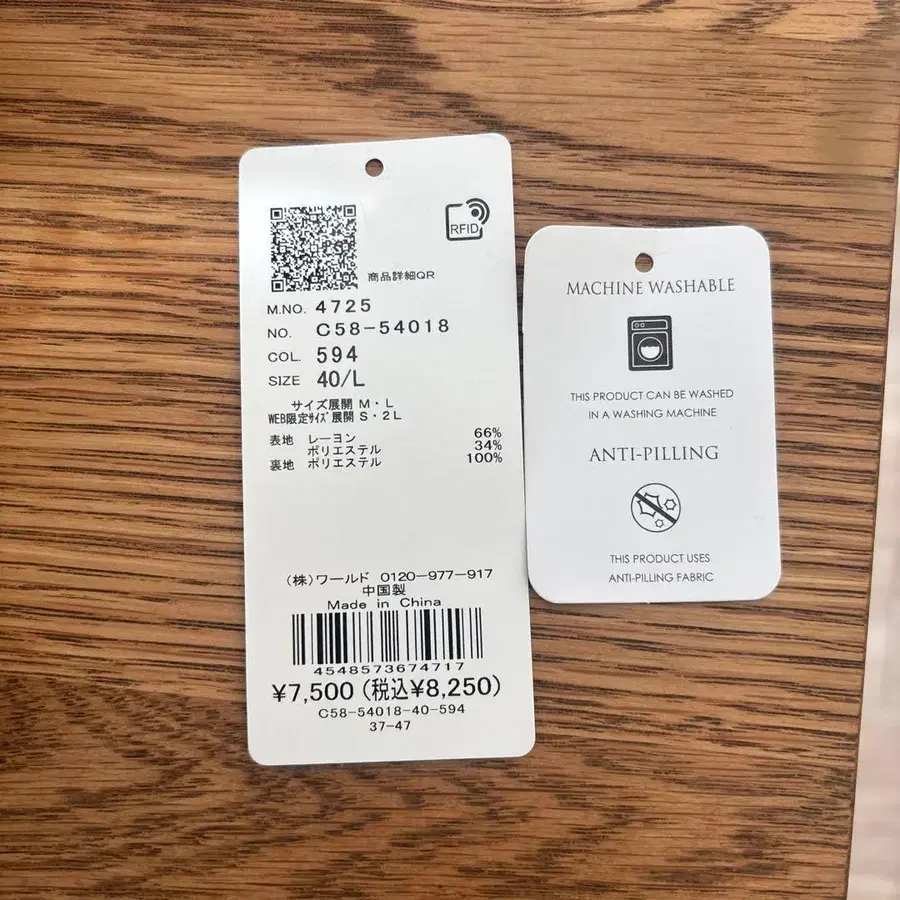 RFID
商品詳細QR
M.NO. 4725
NO. C58-54018
COL. 594
SIZE 40/L
サイズ展開 M・L
WEB限定サイズ展開 S・2L
表地 レーヨン 66%
ポリエステル 34%
裏地 ポリエステル 100%
(株)ワールド 0120-977-917
中国製
Made in China
4548573674717
¥7,500(税込¥8,250)
C58-54018-40-594
37-47
MACHINE WASHABLE
THIS PRODUCT CAN BE WASHED
IN A WASHING MACHINE
ANTI-PILLING
THIS PRODUCT USES
ANTI-PILLING FABRIC